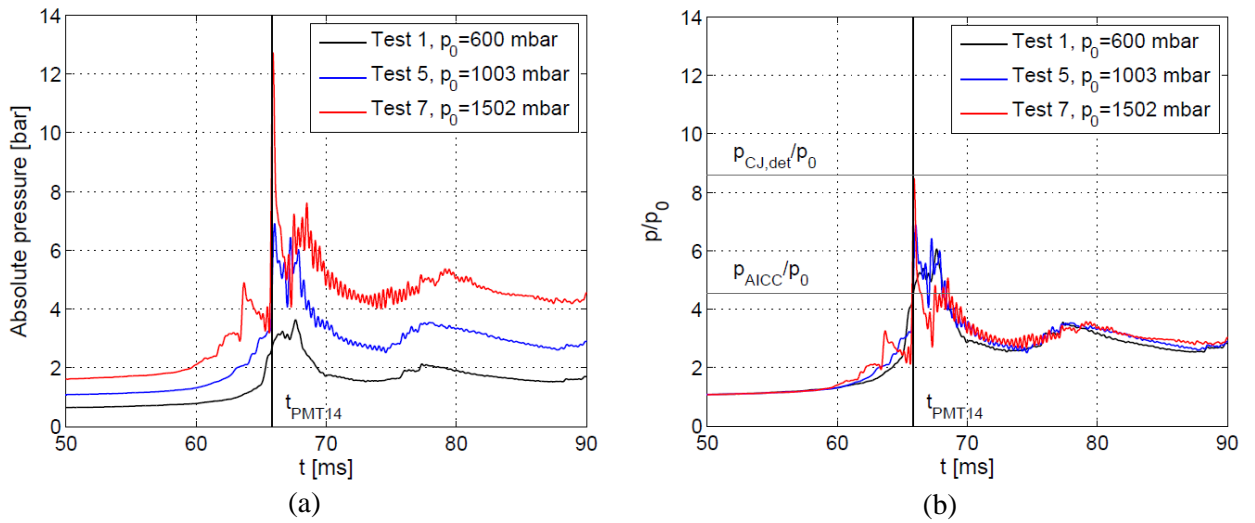 14
12
10
8
6
4
2
0
Absolute pressure [bar]
50
60
70
80
90
t [ms]
Test 1, p0=600 mbar
Test 5, p0=1003 mbar
Test 7, p0=1502 mbar
tPMT14
(a)
14
12
10
8
6
4
2
0
p/p0
50
60
70
80
90
t [ms]
Test 1, p0=600 mbar
Test 5, p0=1003 mbar
Test 7, p0=1502 mbar
pCJ,det/p0
pAICC/p0
tPMT14
(b)